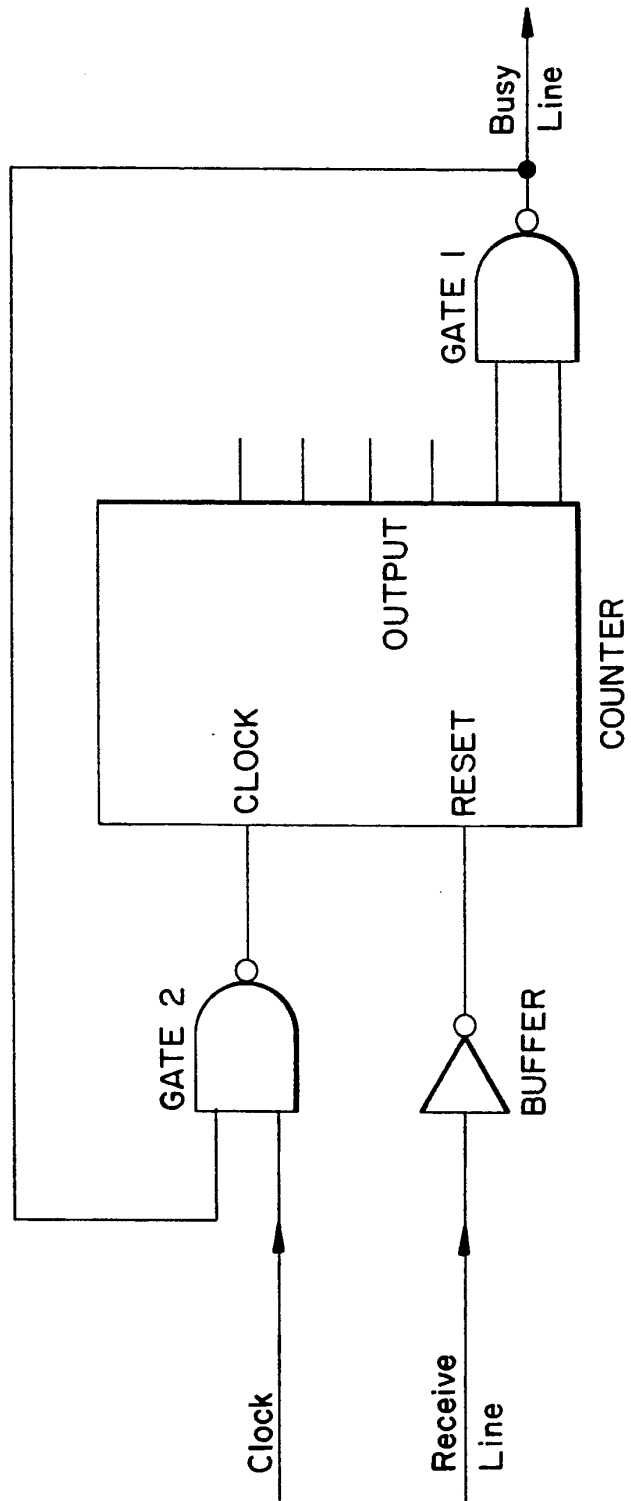 Clock
Receive
Line
GATE 2
BUFFER
CLOCK
RESET
OUTPUT
COUNTER
GATE 1
Busy
Line